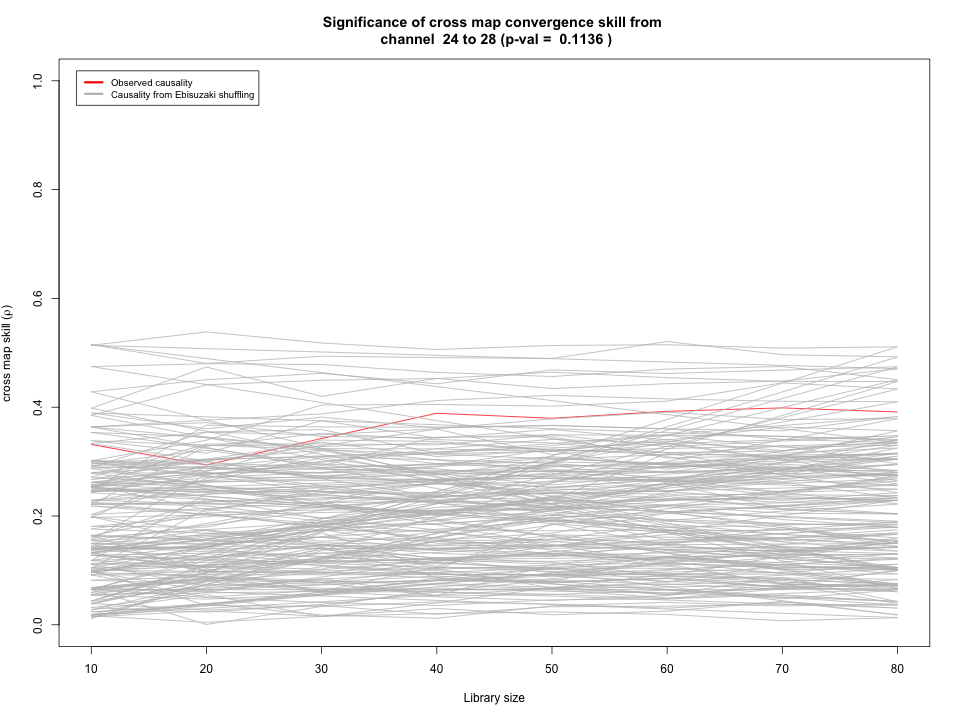 Significance of cross map convergence skill from
channel  24 to 28 (p-val =  0.1136 )
Observed causality
Causality from Ebisuzaki shuffling
cross map skill (ρ)
1.0
0.8
0.6
0.4
0.2
0.0
10 20 30 40 50 60 70 80
Library size